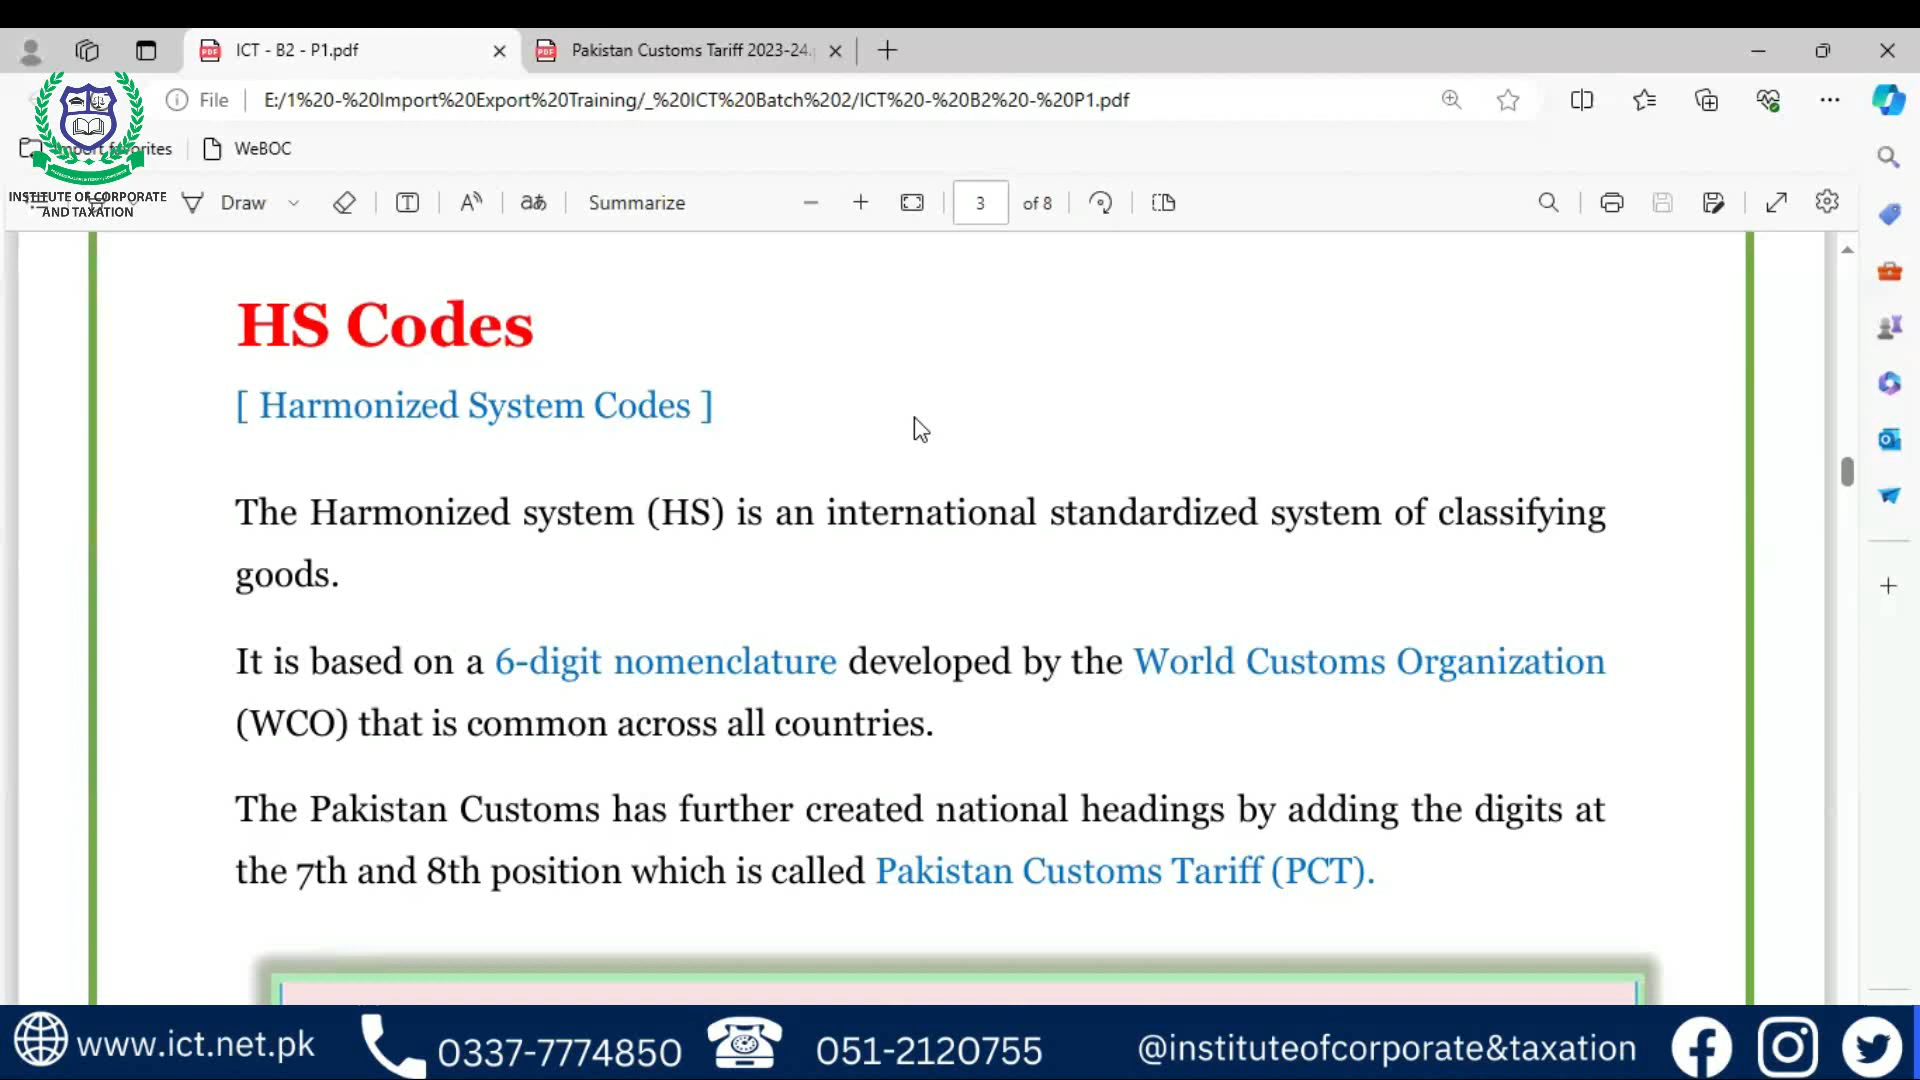 ICT - B2 - P1.pdf
Pakistan Customs Tariff 2023-24.
File
E:/1%20-%20Import%20Export%20Training/_%20ICT%20Batch%202/ICT%20-%20B2%20-%20P1.pdf
Import favorites
WeBOC
INSTITUTE OF CORPORATE
AND TAXATION
Draw
Summarize
3
of 8
HS Codes
[ Harmonized System Codes ]
The Harmonized system (HS) is an international standardized system of classifying
goods.
It is based on a 6-digit nomenclature developed by the World Customs Organization
(WCO) that is common across all countries.
The Pakistan Customs has further created national headings by adding the digits at
the 7th and 8th position which is called Pakistan Customs Tariff (PCT).
www.ict.net.pk
0337-7774850
051-2120755
@instituteofcorporate&taxation